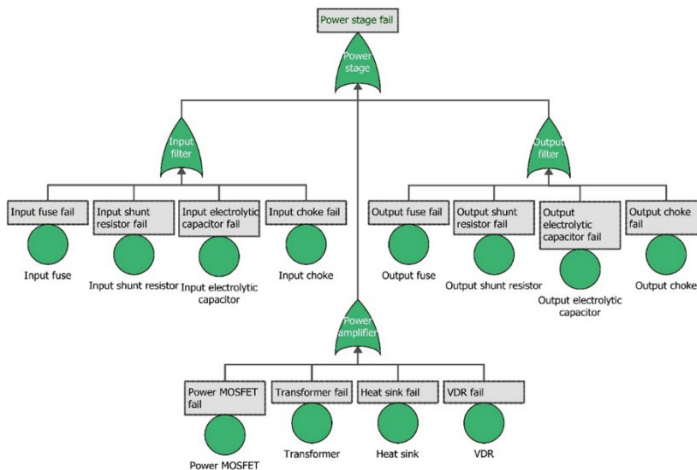 Power stage fail
Power
stage
Input
filter
Output
filter
Input fuse fail
Input shunt
resistor fail
Input electrolytic
capacitor fail
Input choke fail
Output fuse fail
Output shunt
resistor fail
Output
electrolytic
capacitor fail
Output choke
fail
Input fuse
Input shunt resistor
Input electrolytic
capacitor
Input choke
Output fuse
Output shunt resistor
Output electrolytic
capacitor
Output choke
Power
amplifier
Power MOSFET
fail
Transformer fail
Heat sink fail
VDR fail
Power MOSFET
Transformer
Heat sink
VDR